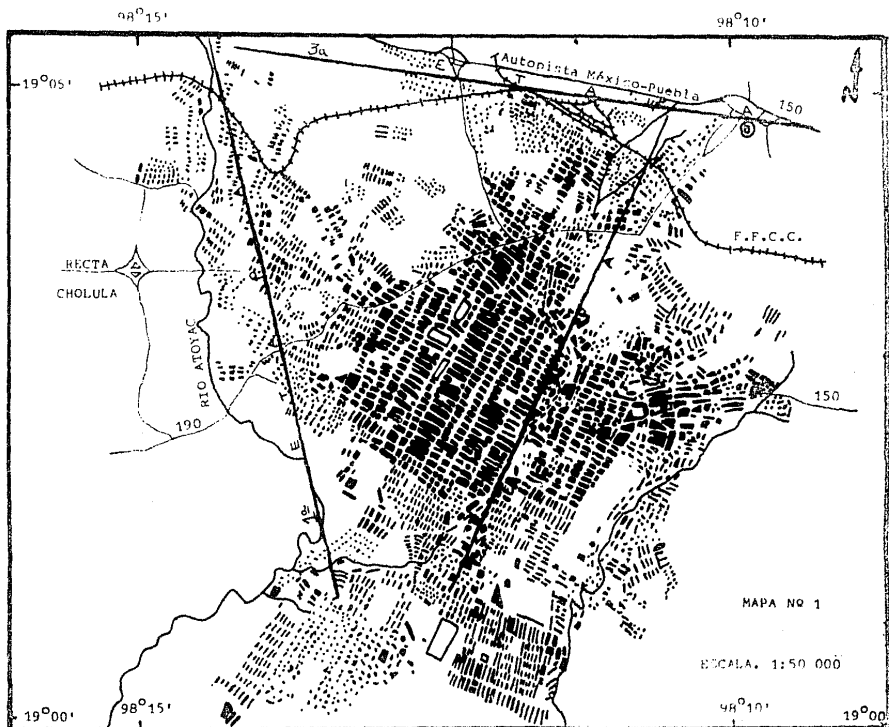 98°15'
98°10'
3a
Autopista México-Puebla
E
T
A
19°05'
150
F.F.C.C.
RECTA
CHOLULA
RIO ATOYAC
150
190
E
T
A
P
A
1a
MAPA Nº 1
ESCALA. 1:50 000
98°15'
98°10'
19°00'
19°00'